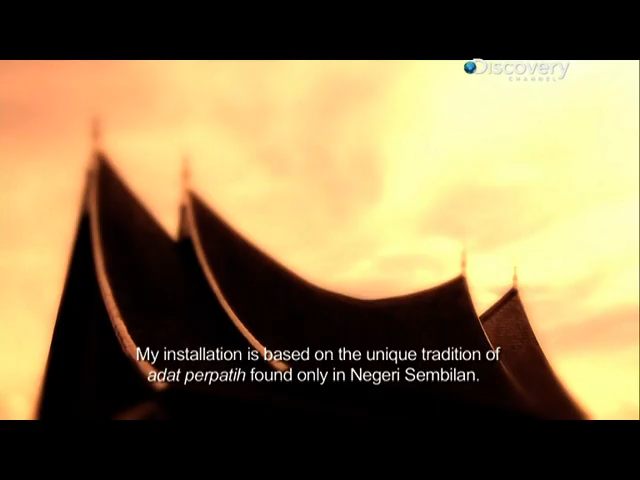 Discovery
CHANNEL
My installation is based on the unique tradition of
adat perpatih found only in Negeri Sembilan.